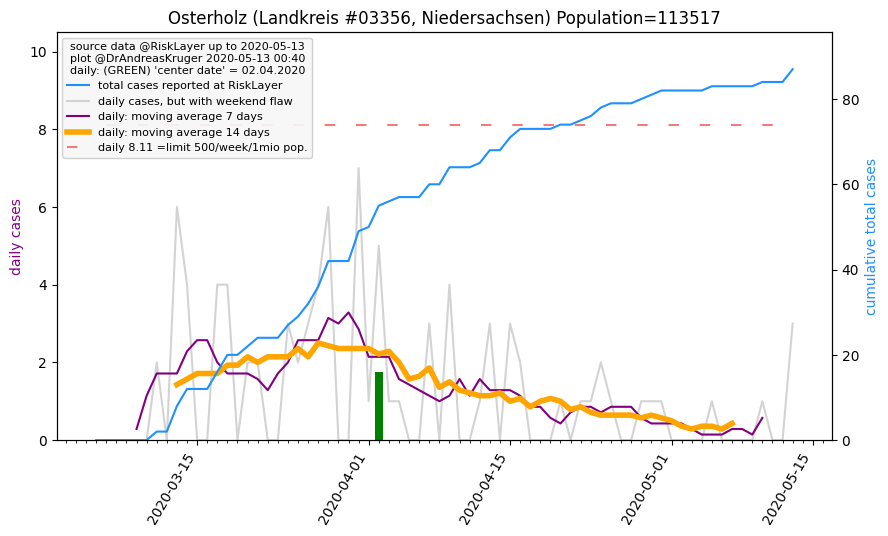 Osterholz (Landkreis #03356, Niedersachsen) Population=113517
source data @RiskLayer up to 2020-05-13
plot @DrAndreasKruger 2020-05-13 00:40
daily: (GREEN) 'center date' = 02.04.2020
total cases reported at RiskLayer
daily cases, but with weekend flaw
daily: moving average 7 days
daily: moving average 14 days
daily 8.11 =limit 500/week/1mio pop.
daily cases
10
8
6
4
2
0
cumulative total cases
80
60
40
20
0
2020-03-15
2020-04-01
2020-04-15
2020-05-01
2020-05-15